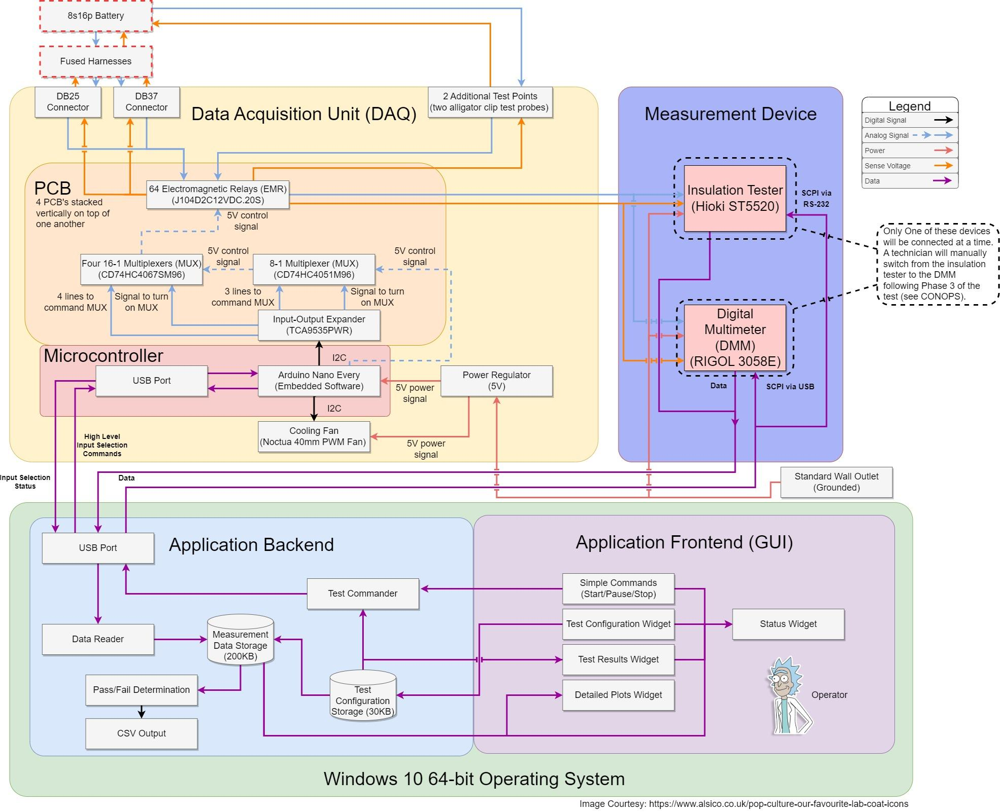 8s16p Battery
Fused Harnesses
DB25
Connector
DB37
Connector
Data Acquisition Unit (DAQ)
2 Additional Test Points
(two alligator clip test probes)
PCB
4 PCB's stacked
vertically on top of
one another
64 Electromagnetic Relays (EMR)
(J104D2C12VDC.20S)
5V control
signal
Four 16-1 Multiplexers (MUX)
(CD74HC4067SM96)
5V control
signal
8-1 Multiplexer (MUX)
(CD74HC4051M96)
5V control
signal
4 lines to
command MUX
Signal to turn
on MUX
3 lines to
command MUX
Signal to turn
on MUX
Input-Output Expander
(TCA9535PWR)
Microcontroller
I2C
USB Port
Arduino Nano Every
(Embedded Software)
5V power
signal
Power Regulator
(5V)
I2C
Cooling Fan
(Noctua 40mm PWM Fan)
5V power
signal
High Level
Input Selection
Commands
Input Selection
Status
Data
Measurement Device
Insulation Tester
(Hioki ST5520)
SCPI via
RS-232
Digital
Multimeter
(DMM)
(RIGOL 3058E)
Data
SCPI via USB
Legend
Digital Signal
Analog Signal
Power
Sense Voltage
Data
Only One of these devices
will be connected at a time.
A technician will manually
switch from the insulation
tester to the DMM
following Phase 3 of the
test (see CONOPS).
Standard Wall Outlet
(Grounded)
Application Backend
USB Port
Test Commander
Data Reader
Measurement
Data Storage
(200KB)
Pass/Fail Determination
Test
Configuration
Storage (30KB)
CSV Output
Application Frontend (GUI)
Simple Commands
(Start/Pause/Stop)
Test Configuration Widget
Status Widget
Test Results Widget
Detailed Plots Widget
Operator
Windows 10 64-bit Operating System
Image Courtesy: https://www.alsico.co.uk/pop-culture-our-favourite-lab-coat-icons